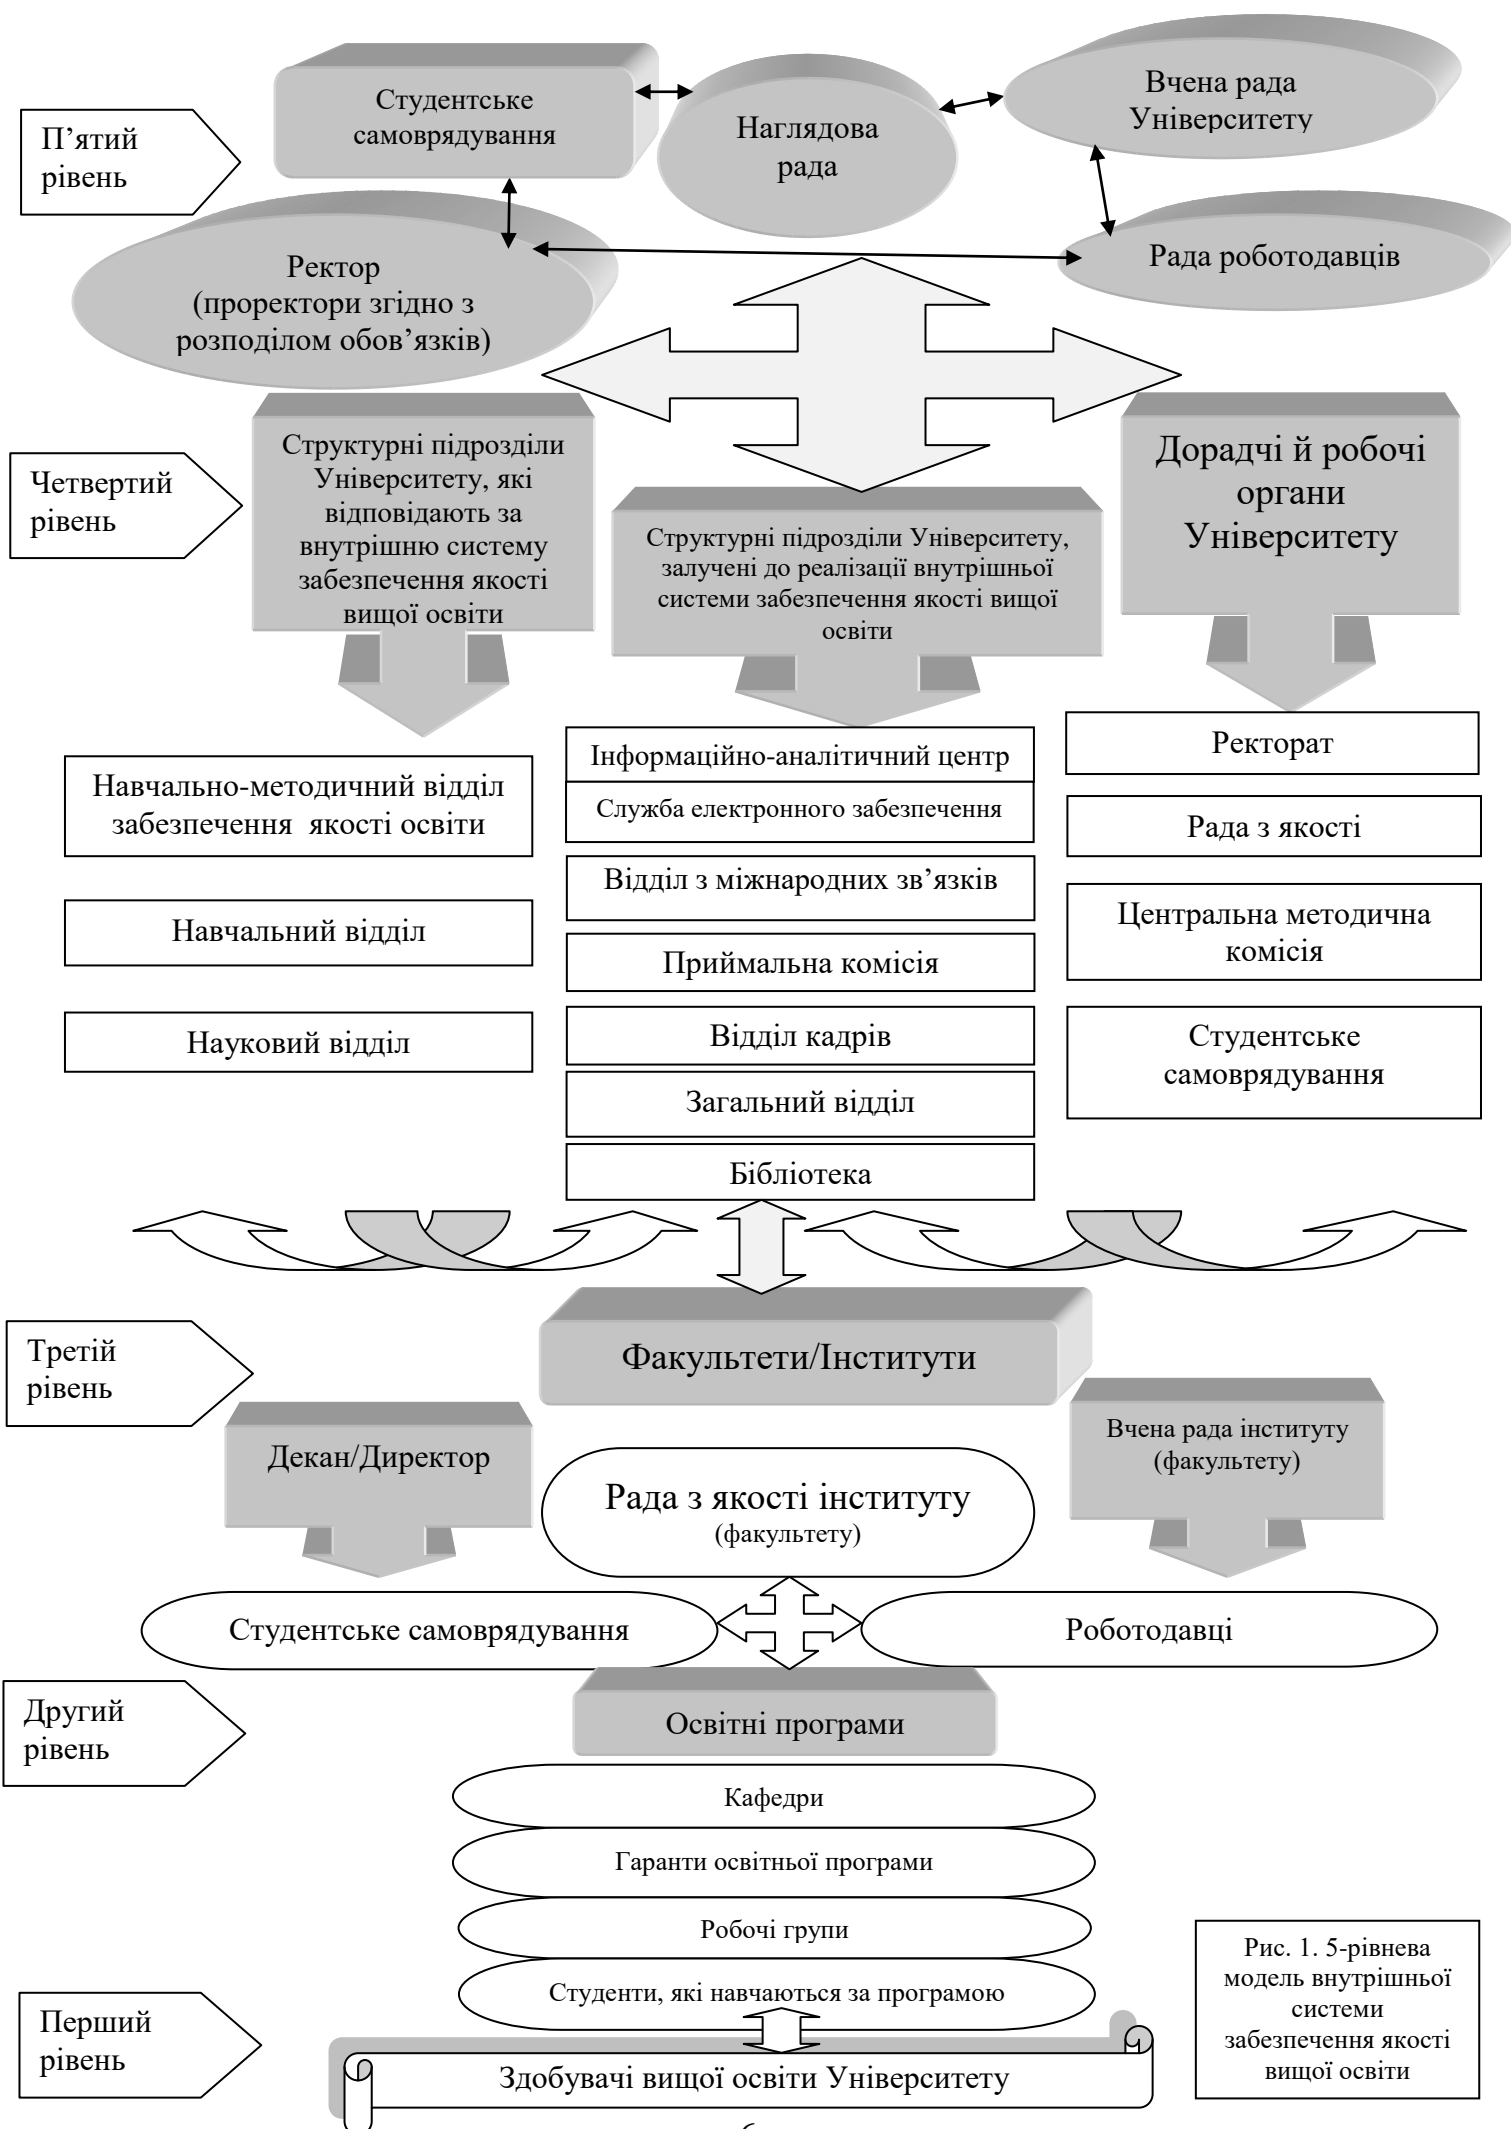 П’ятий
рівень
Студентське
самоврядування
Наглядова
рада
Вчена рада
Університету
Ректор
(проректори згідно з
розподілом обов’язків)
Рада роботодавців
Четвертий
рівень
Структурні підрозділи
Університету, які
відповідають за
внутрішню систему
забезпечення якості
вищої освіти
Структурні підрозділи Університету,
залучені до реалізації внутрішньої
системи забезпечення якості вищої
освіти
Дорадчі й робочі
органи
Університету
Навчально-методичний відділ
забезпечення якості освіти
Навчальний відділ
Науковий відділ
Інформаційно-аналітичний центр
Служба електронного забезпечення
Відділ з міжнародних зв’язків
Приймальна комісія
Відділ кадрів
Загальний відділ
Бібліотека
Ректорат
Рада з якості
Центральна методична
комісія
Студентське
самоврядування
Третій
рівень
Факультети/Інститути
Декан/Директор
Рада з якості інституту
(факультету)
Вчена рада інституту
(факультету)
Студентське самоврядування
Роботодавці
Другий
рівень
Освітні програми
Кафедри
Гаранти освітньої програми
Робочі групи
Студенти, які навчаються за програмою
Перший
рівень
Здобувачі вищої освіти Університету
Рис. 1. 5-рівнева
модель внутрішньої
системи
забезпечення якості
вищої освіти